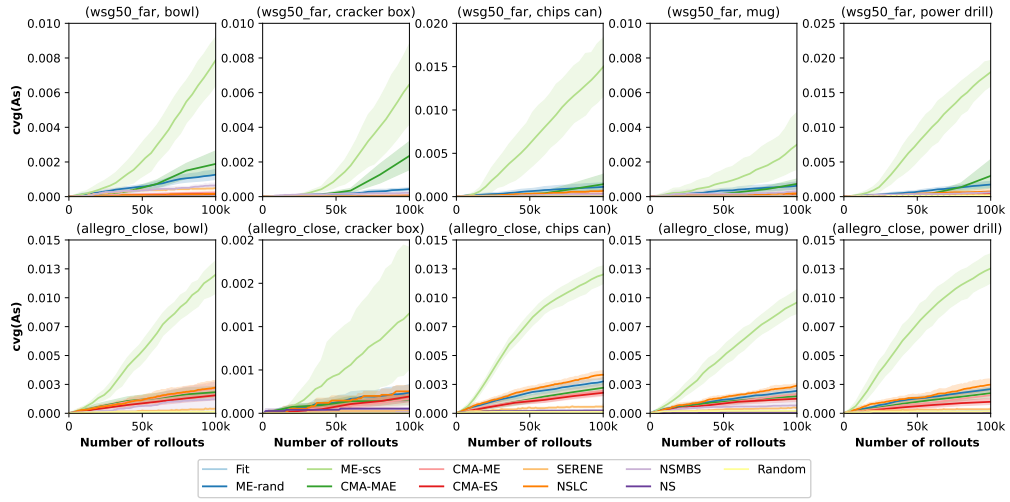 (wsg50_far, bowl) (wsg50_far, cracker box) (wsg50_far, chips can) (wsg50_far, mug) (wsg50_far, power drill)
0.010 0.010 0.020 0.010 0.025
0.008 0.008 0.008 0.020
0.015
0.006 0.006 0.006 0.015
0.010
0.004 0.004 0.004 0.010
0.005
0.002 0.002 0.002 0.005
0.000 0.000 0.000 0.000 0.000
cvg(As)
0 50k 100k 0 50k 100k 0 50k 100k 0 50k 100k 0 50k 100k
(allegro_close, bowl) (allegro_close, cracker box) (allegro_close, chips can) (allegro_close, mug) (allegro_close, power drill)
0.015 0.002 0.015 0.015 0.015
0.013 0.013 0.013 0.013
0.002
0.010 0.010 0.010 0.010
0.007 0.001 0.007 0.007 0.007
0.005 0.005 0.005 0.005
0.001
0.003 0.003 0.003 0.003
0.000 0.000 0.000 0.000 0.000
cvg(As)
0 50k 100k 0 50k 100k 0 50k 100k 0 50k 100k 0 50k 100k
Number of rollouts Number of rollouts Number of rollouts Number of rollouts Number of rollouts
Fit ME-scs CMA-ME SERENE NSMBS Random
ME-rand CMA-MAE CMA-ES NSLC NS